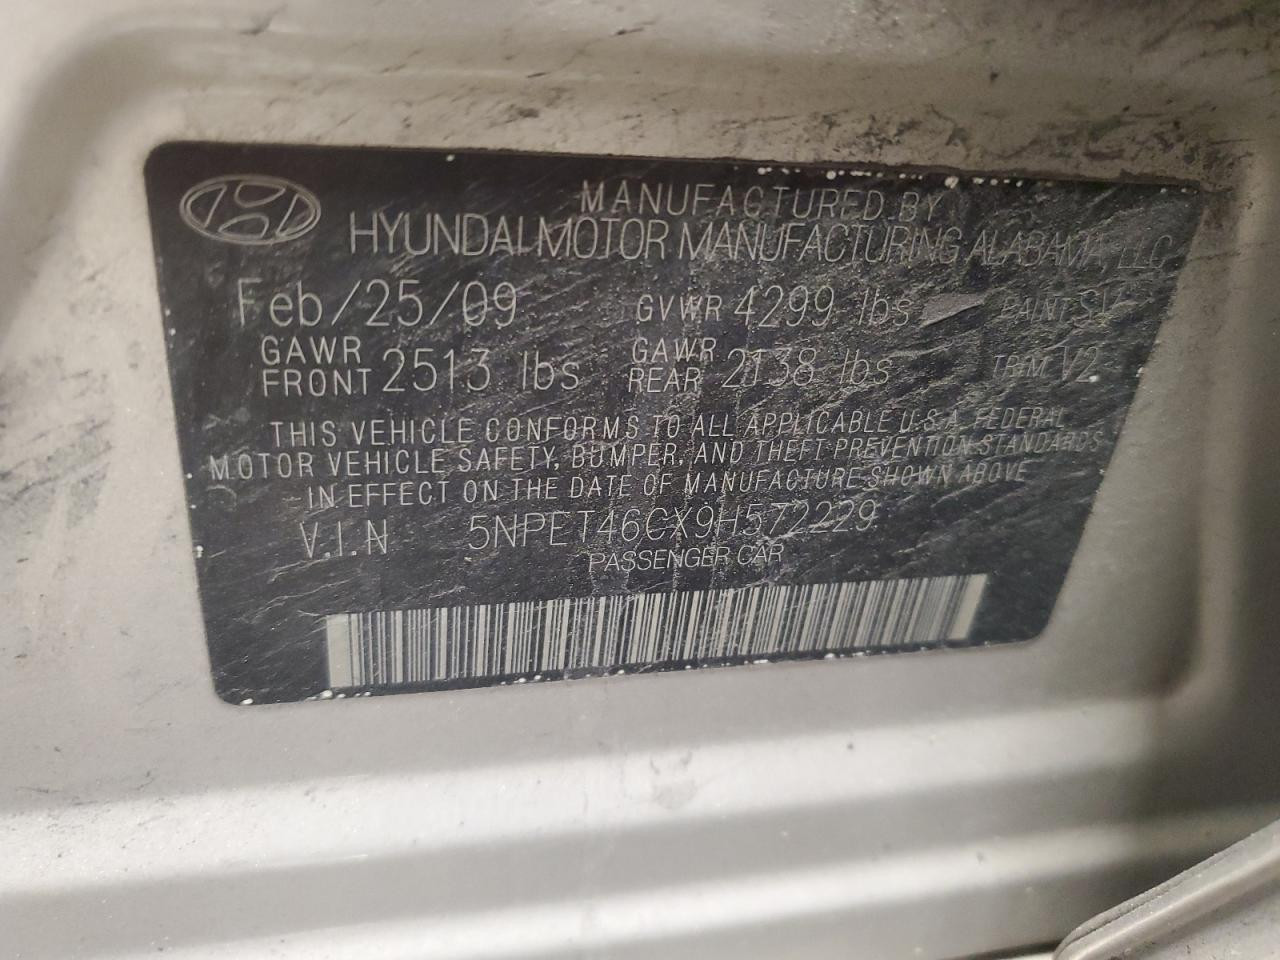 MANUFACTURED BY
HYUNDAI MOTOR MANUFACTURING ALABAMA, LLC
Feb/25/09 GVWR 4299 lbs PAINT
GAWR FRONT 2513 lbs GAWR REAR 2138 lbs TRIM V2
THIS VEHICLE CONFORMS TO ALL APPLICABLE U.S.A. FEDERAL
MOTOR VEHICLE SAFETY, BUMPER, AND THEFT PREVENTION STANDARDS
IN EFFECT ON THE DATE OF MANUFACTURE SHOWN ABOVE
V.I.N 5NPET46CX9H572229
PASSENGER CAR